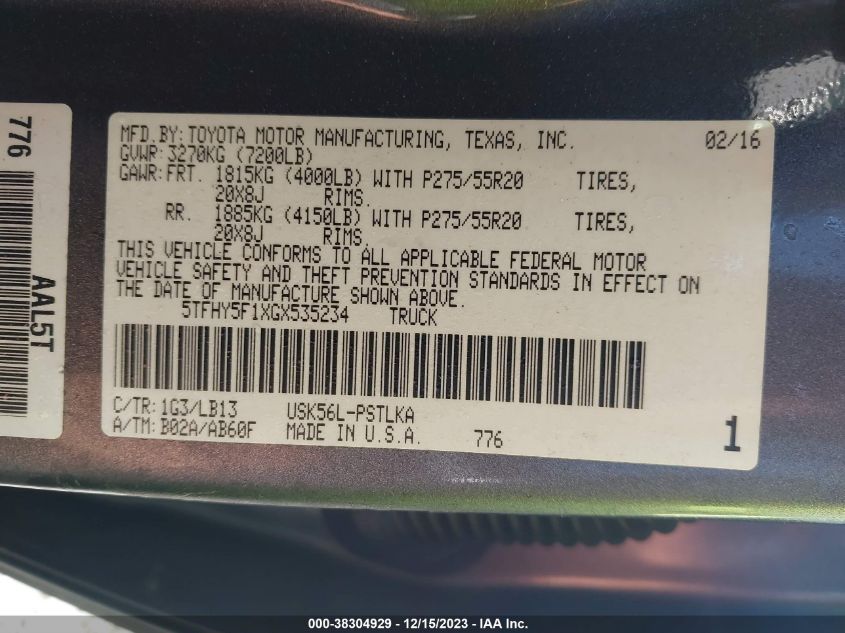 776
AAL5T
MFD.BY: TOYOTA MOTOR MANUFACTURING, TEXAS, INC. 02/16
GVWR: 3270KG (7200LB)
GAWR: FRT. 1815KG (4000LB) WITH P275/55R20 TIRES,
20X8J RIMS.
RR. 1885KG (4150LB) WITH P275/55R20 TIRES,
20X8J RIMS.
THIS VEHICLE CONFORMS TO ALL APPLICABLE FEDERAL MOTOR
VEHICLE SAFETY AND THEFT PREVENTION STANDARDS IN EFFECT ON
THE DATE OF MANUFACTURE SHOWN ABOVE.
5TFHY5F1XGX535234 TRUCK
C/TR: 1G3/LB13 USK56L-PSTLKA
A/TM: B02A/AB60F MADE IN U.S.A. 776
1
000-38304929 - 12/15/2023 - IAA Inc.